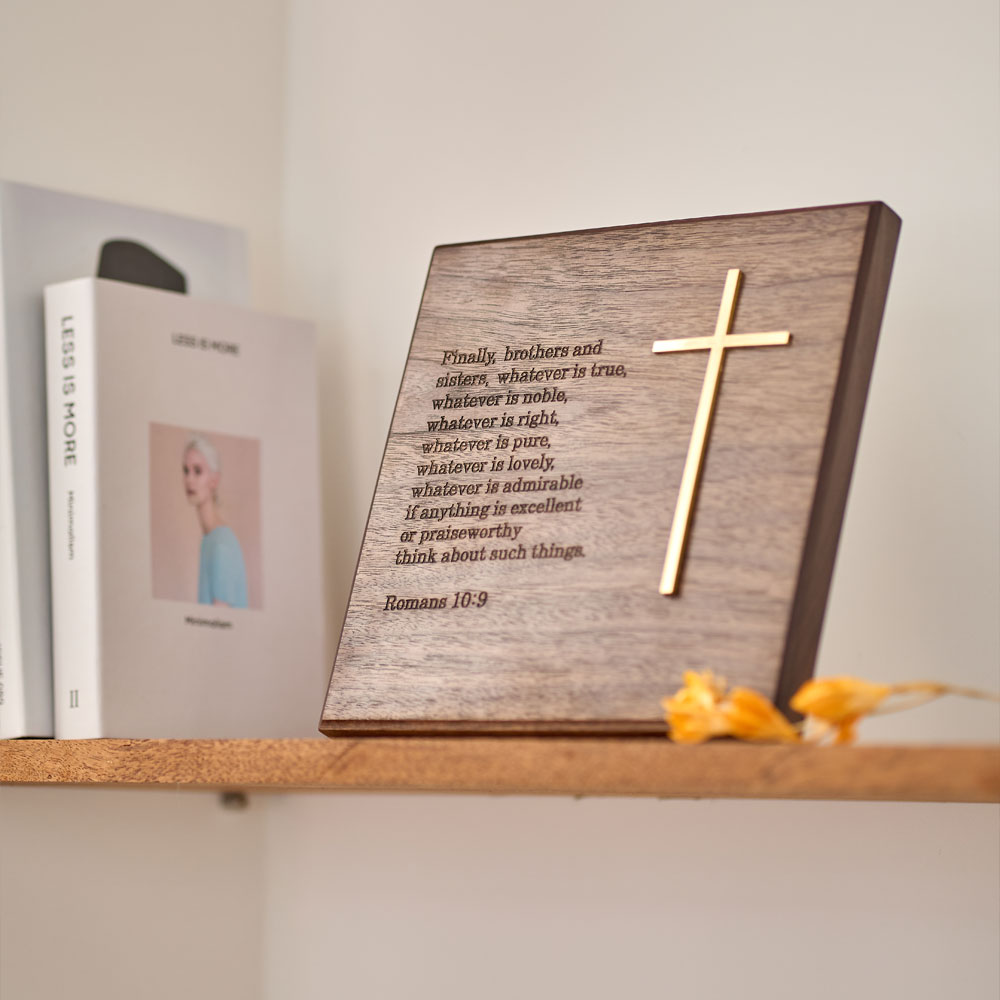 LESS IS MORE
Minimalism
II
LESS IS MORE
Minimalism
Finally, brothers and
sisters, whatever is true,
whatever is noble,
whatever is right,
whatever is pure,
whatever is lovely,
whatever is admirable
if anything is excellent
or praiseworthy
think about such things.
Romans 10:9